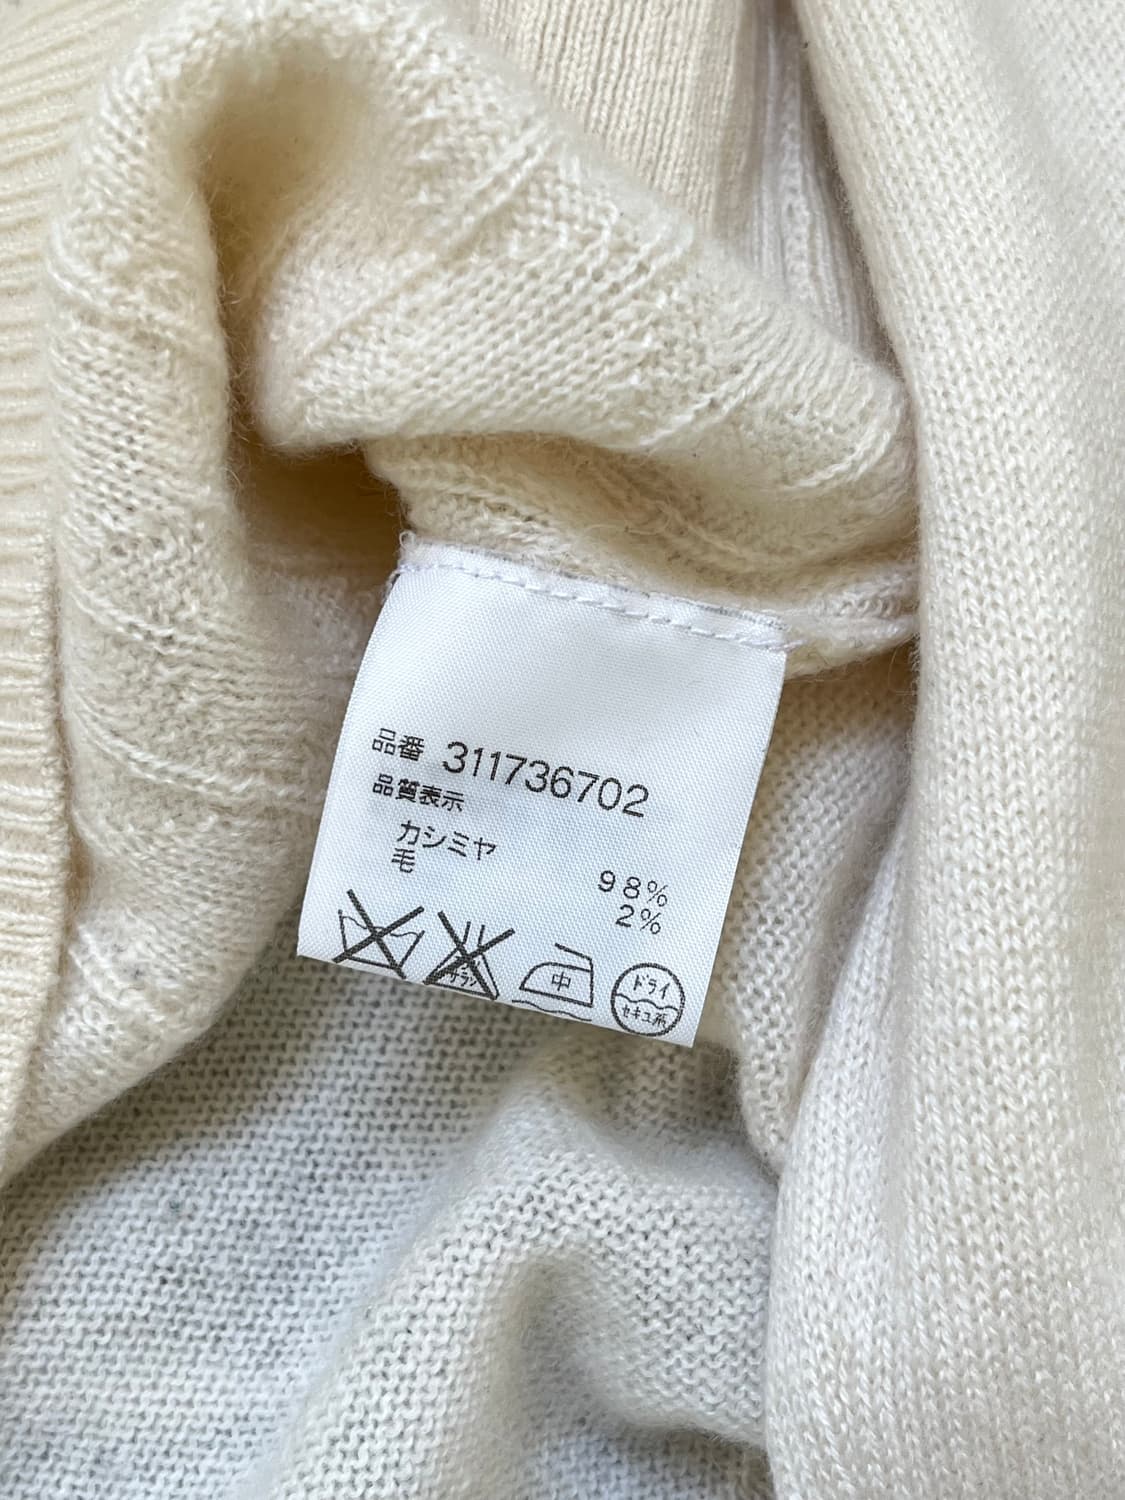 品番 311736702
品質表示
カシミヤ 98%
毛 2%
中
ドライ
セキユ系